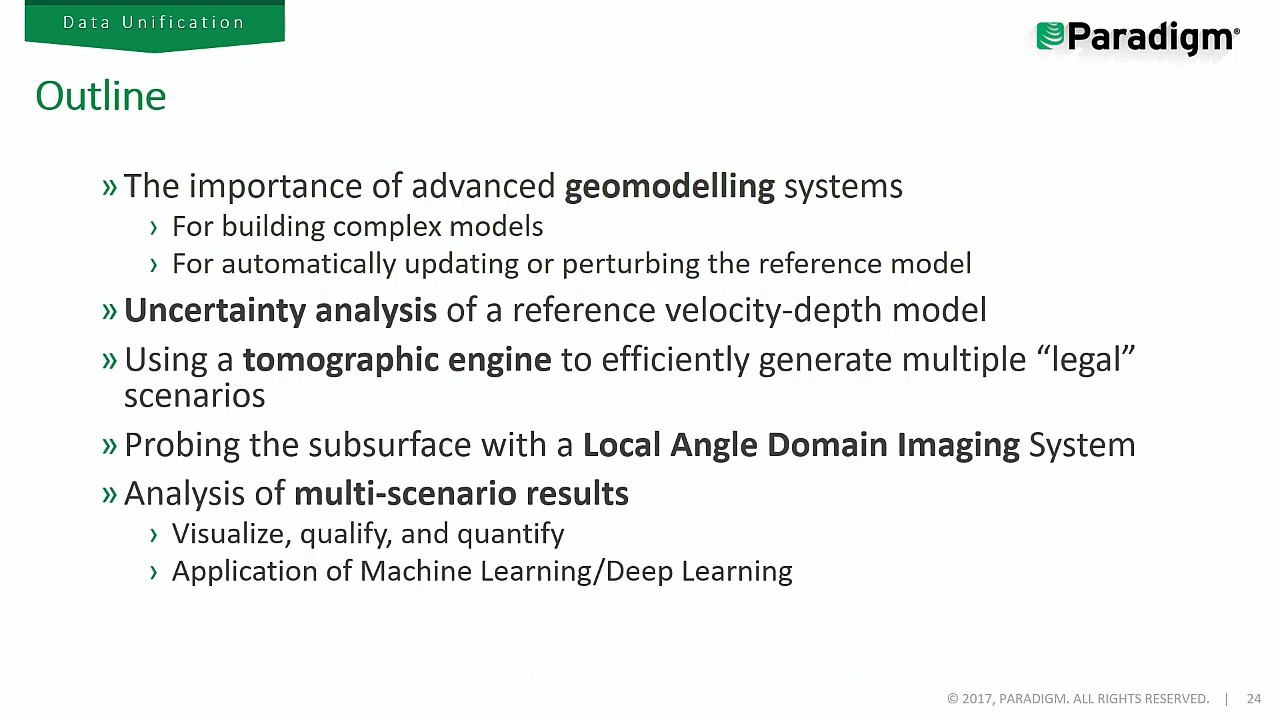 Data Unification
Paradigm®
Outline
» The importance of advanced geomodelling systems
› For building complex models
› For automatically updating or perturbing the reference model
» Uncertainty analysis of a reference velocity-depth model
» Using a tomographic engine to efficiently generate multiple “legal”
scenarios
» Probing the subsurface with a Local Angle Domain Imaging System
» Analysis of multi-scenario results
› Visualize, qualify, and quantify
› Application of Machine Learning/Deep Learning
© 2017, PARADIGM. ALL RIGHTS RESERVED. | 24